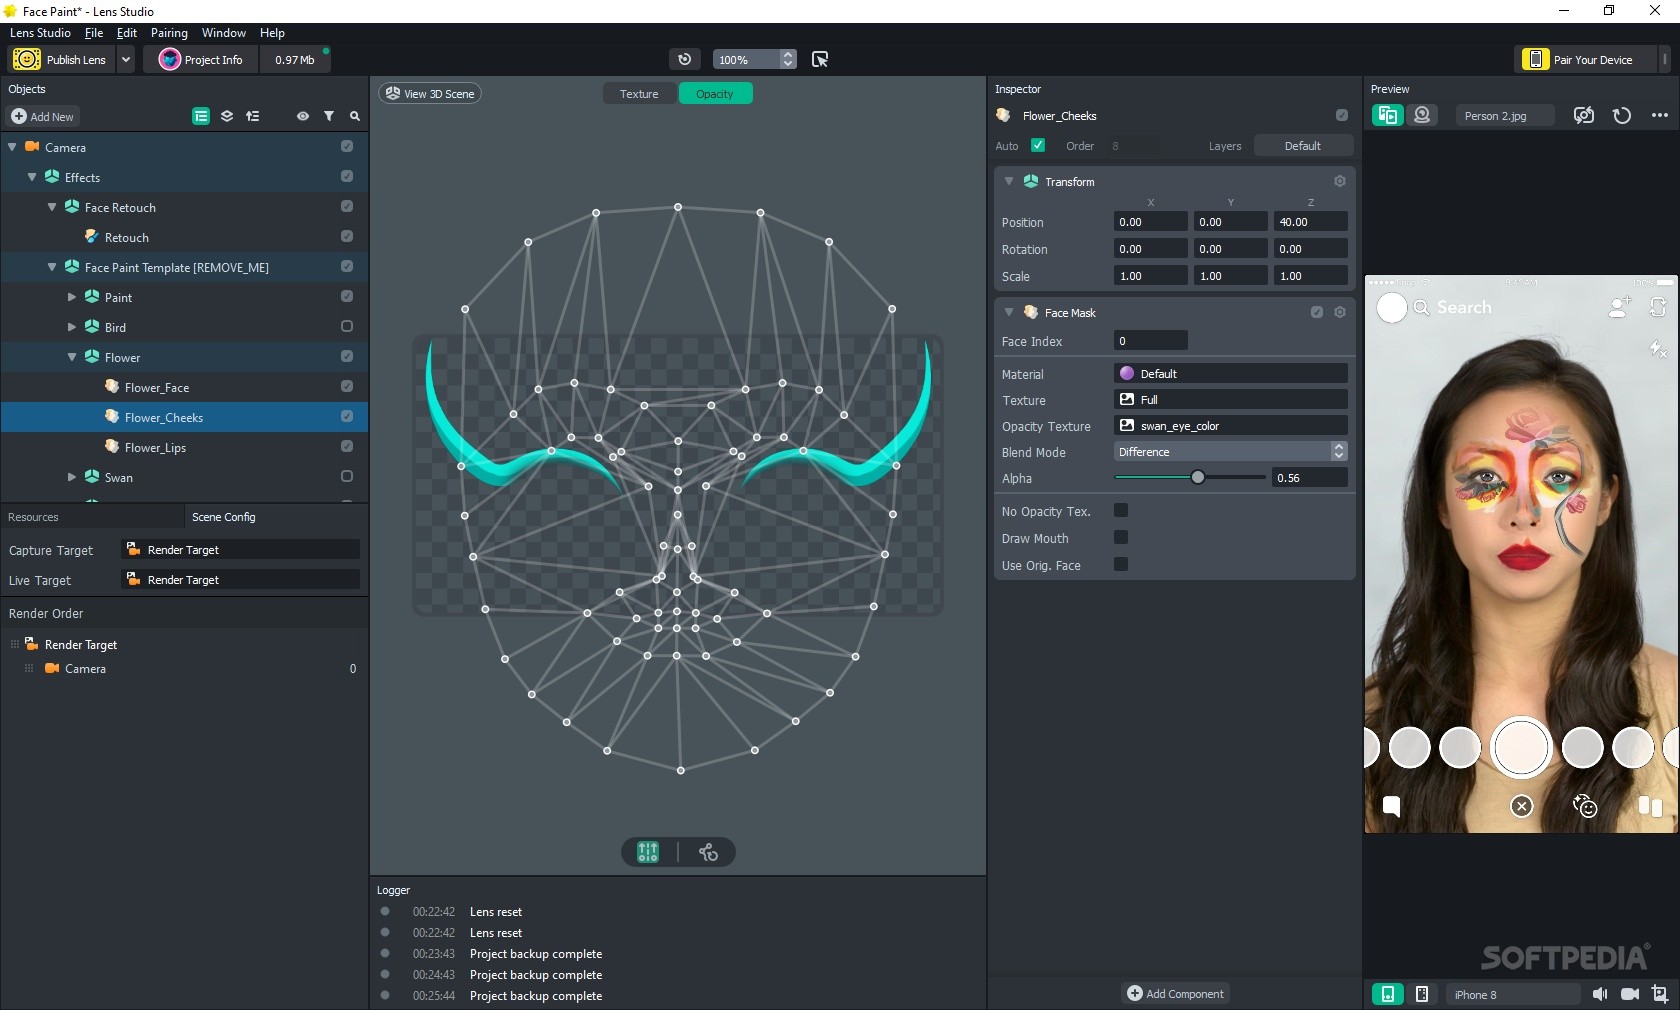 Face Paint* - Lens Studio
Lens Studio File Edit Pairing Window Help
Publish Lens
Project Info
0.97 Mb
100%
Pair Your Device
Objects
Add New
Camera
Effects
Face Retouch
Retouch
Face Paint Template [REMOVE_ME]
Paint
Bird
Flower
Flower_Face
Flower_Cheeks
Flower_Lips
Swan
Resources
Scene Config
Capture Target
Render Target
Live Target
Render Target
Render Order
Render Target
Camera
0
View 3D Scene
Texture
Opacity
Logger
00:22:42 Lens reset
00:22:42 Lens reset
00:23:43 Project backup complete
00:24:43 Project backup complete
00:25:44 Project backup complete
Inspector
Flower_Cheeks
Auto
Order
8
Layers
Default
Transform
X Y Z
Position 0.00 0.00 40.00
Rotation 0.00 0.00 0.00
Scale 1.00 1.00 1.00
Face Mask
Face Index 0
Material Default
Texture Full
Opacity Texture swan_eye_color
Blend Mode Difference
Alpha 0.56
No Opacity Tex.
Draw Mouth
Use Orig. Face
Add Component
Preview
Person 2.jpg
9:41 AM
100%
Search
SOFTPEDIA®
iPhone 8